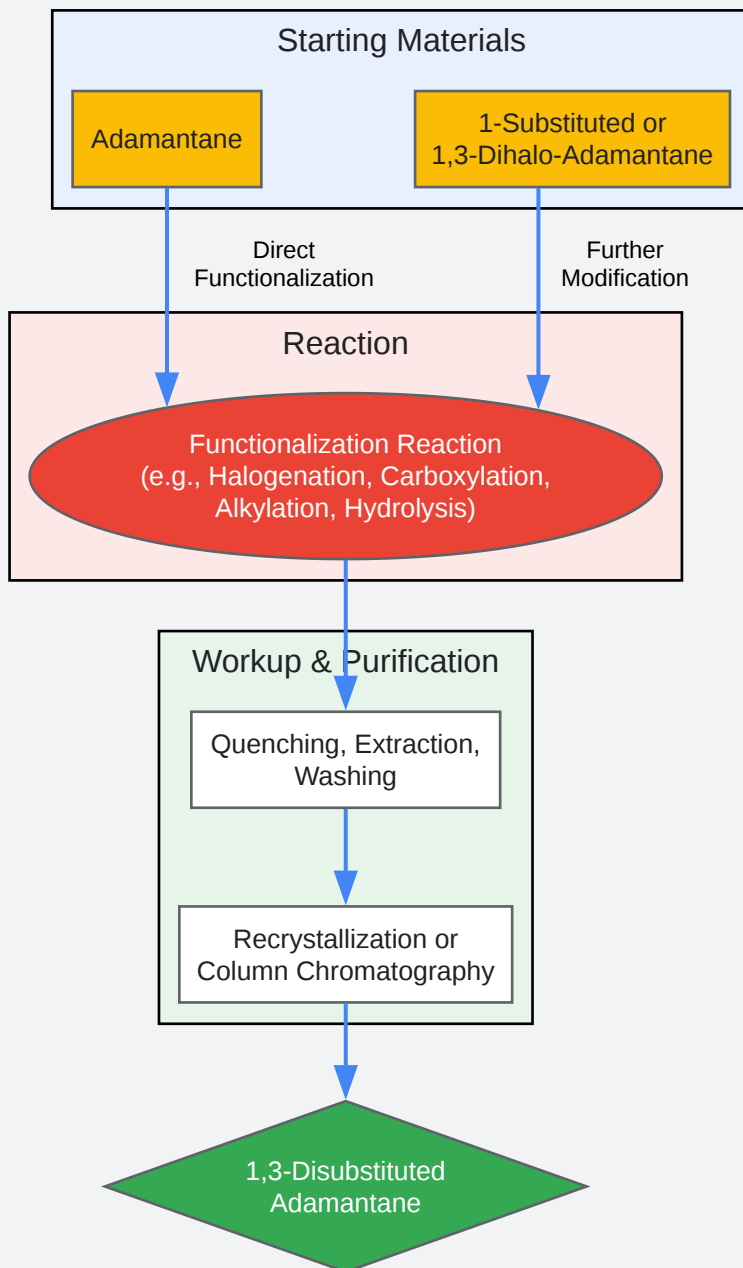 Starting Materials
Adamantane
1-Substituted or
1,3-Dihalo-Adamantane
Direct
Functionalization
Further
Modification
Reaction
Functionalization Reaction
(e.g., Halogenation, Carboxylation,
Alkylation, Hydrolysis)
Workup & Purification
Quenching, Extraction,
Washing
Recrystallization or
Column Chromatography
1,3-Disubstituted
Adamantane